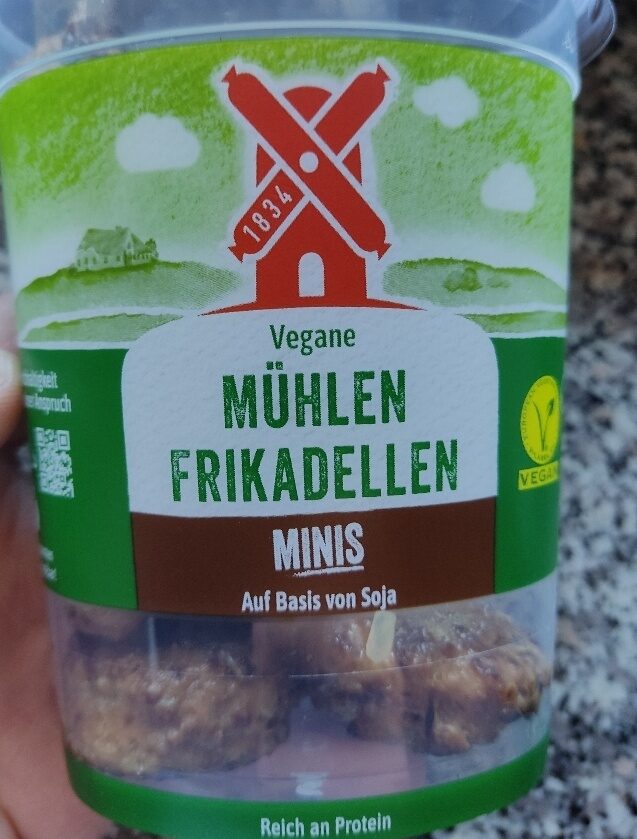 1834
Vegane
MÜHLEN
FRIKADELLEN
MINIS
Auf Basis von Soja
VEGAN
Reich an Protein